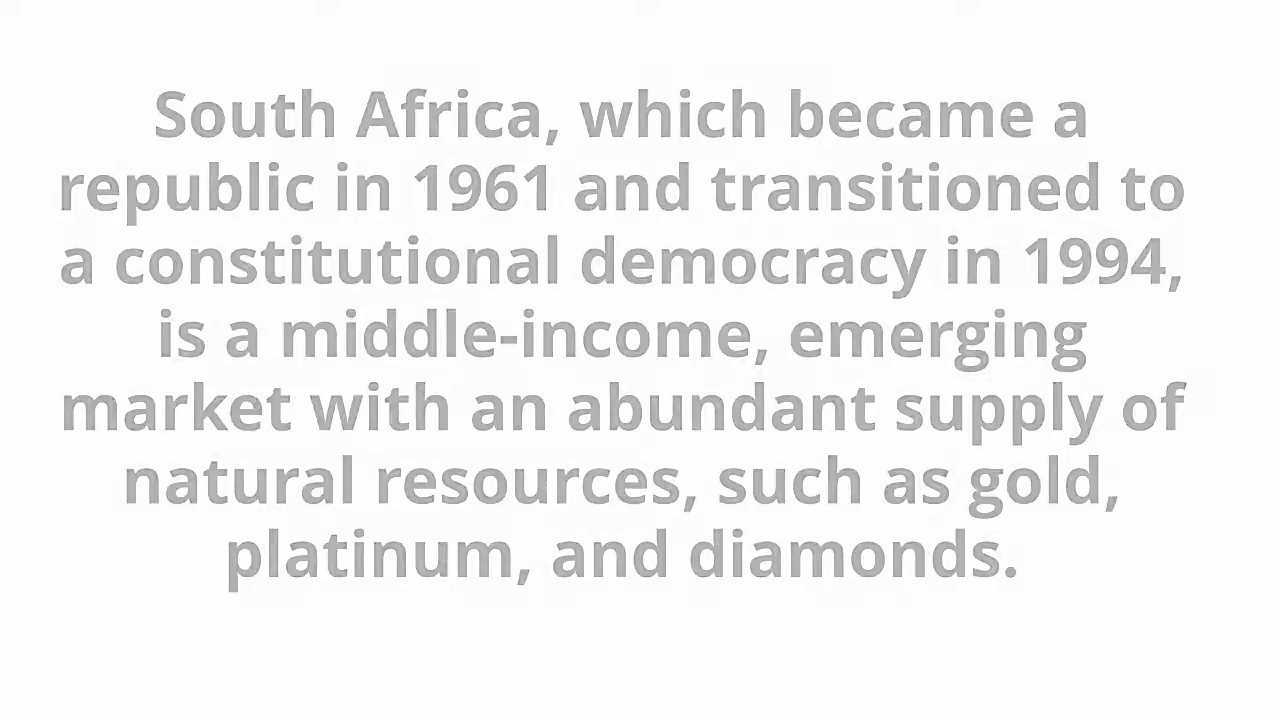 South Africa, which became a
republic in 1961 and transitioned to
a constitutional democracy in 1994,
is a middle-income, emerging
market with an abundant supply of
natural resources, such as gold,
platinum, and diamonds.